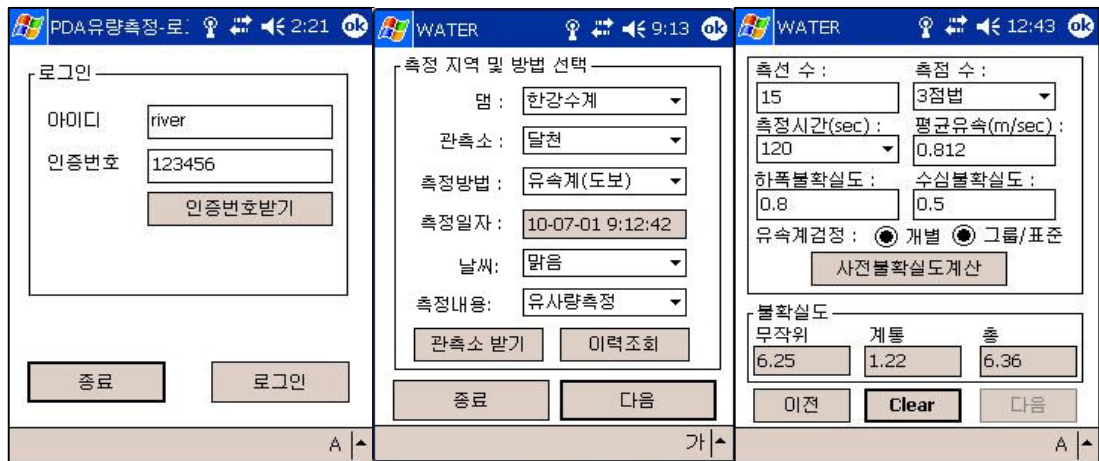 PDA유량측정-로. 2:21 ok
로그인
아이디 river
인증번호 123456
인증번호받기
종료 로그인
A
WATER 9:13 ok
측정 지역 및 방법 선택
댐 : 한강수계
관측소 : 달천
측정방법 : 유속계(도보)
측정일자 : 10-07-01 9:12:42
날씨: 맑음
측정내용: 유사량측정
관측소 받기 이력조회
종료 다음
가
WATER 12:43 ok
측선 수 : 측점 수 :
15 3점법
측정시간(sec) : 평균유속(m/sec) :
120 0.812
하폭불확실도 : 수심불확실도 :
0.8 0.5
유속계검정 : 개별 그룹/표준
사전불확실도계산
불확실도
무작위 계통 총
6.25 1.22 6.36
이전 Clear 다음
A